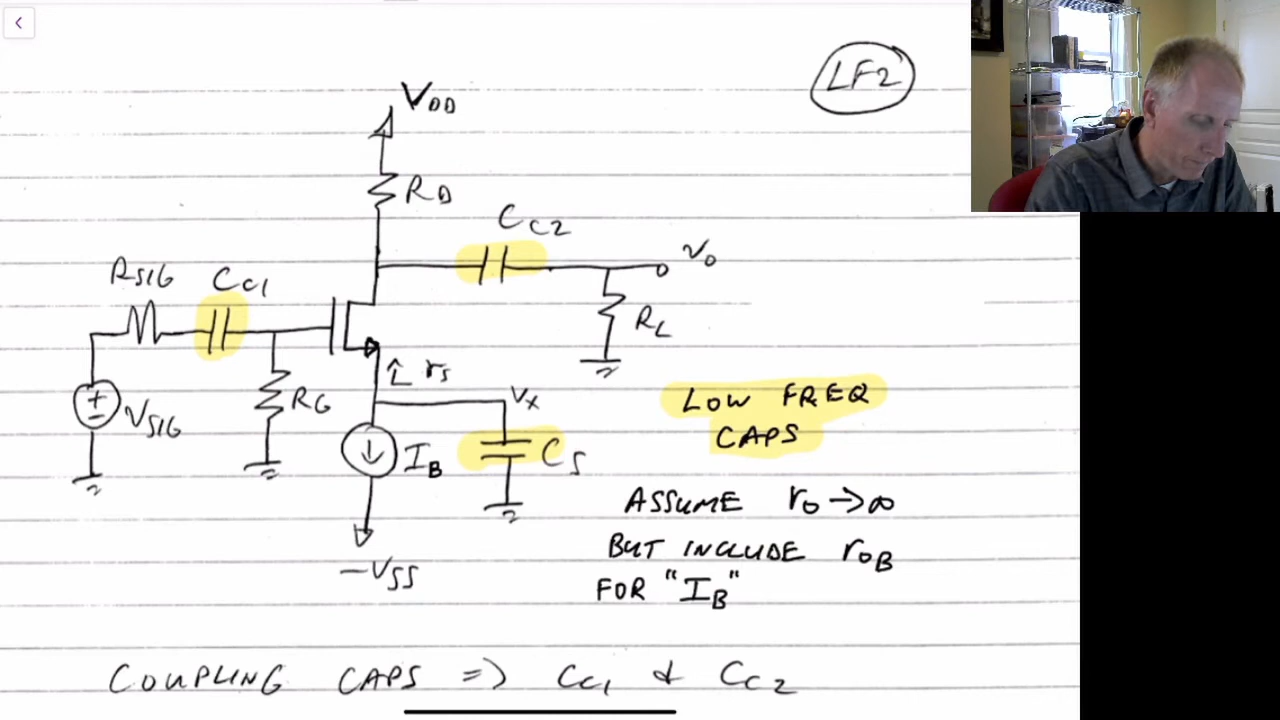 LF2
VDD
RD
CC2
vo
RSIG
CC1
RL
rs
vx
RG
VSIG
IB
CS
LOW FREQ
CAPS
ASSUME ro → ∞
BUT INCLUDE roB
FOR "IB"
-VSS
COUPLING CAPS => CC1 & CC2